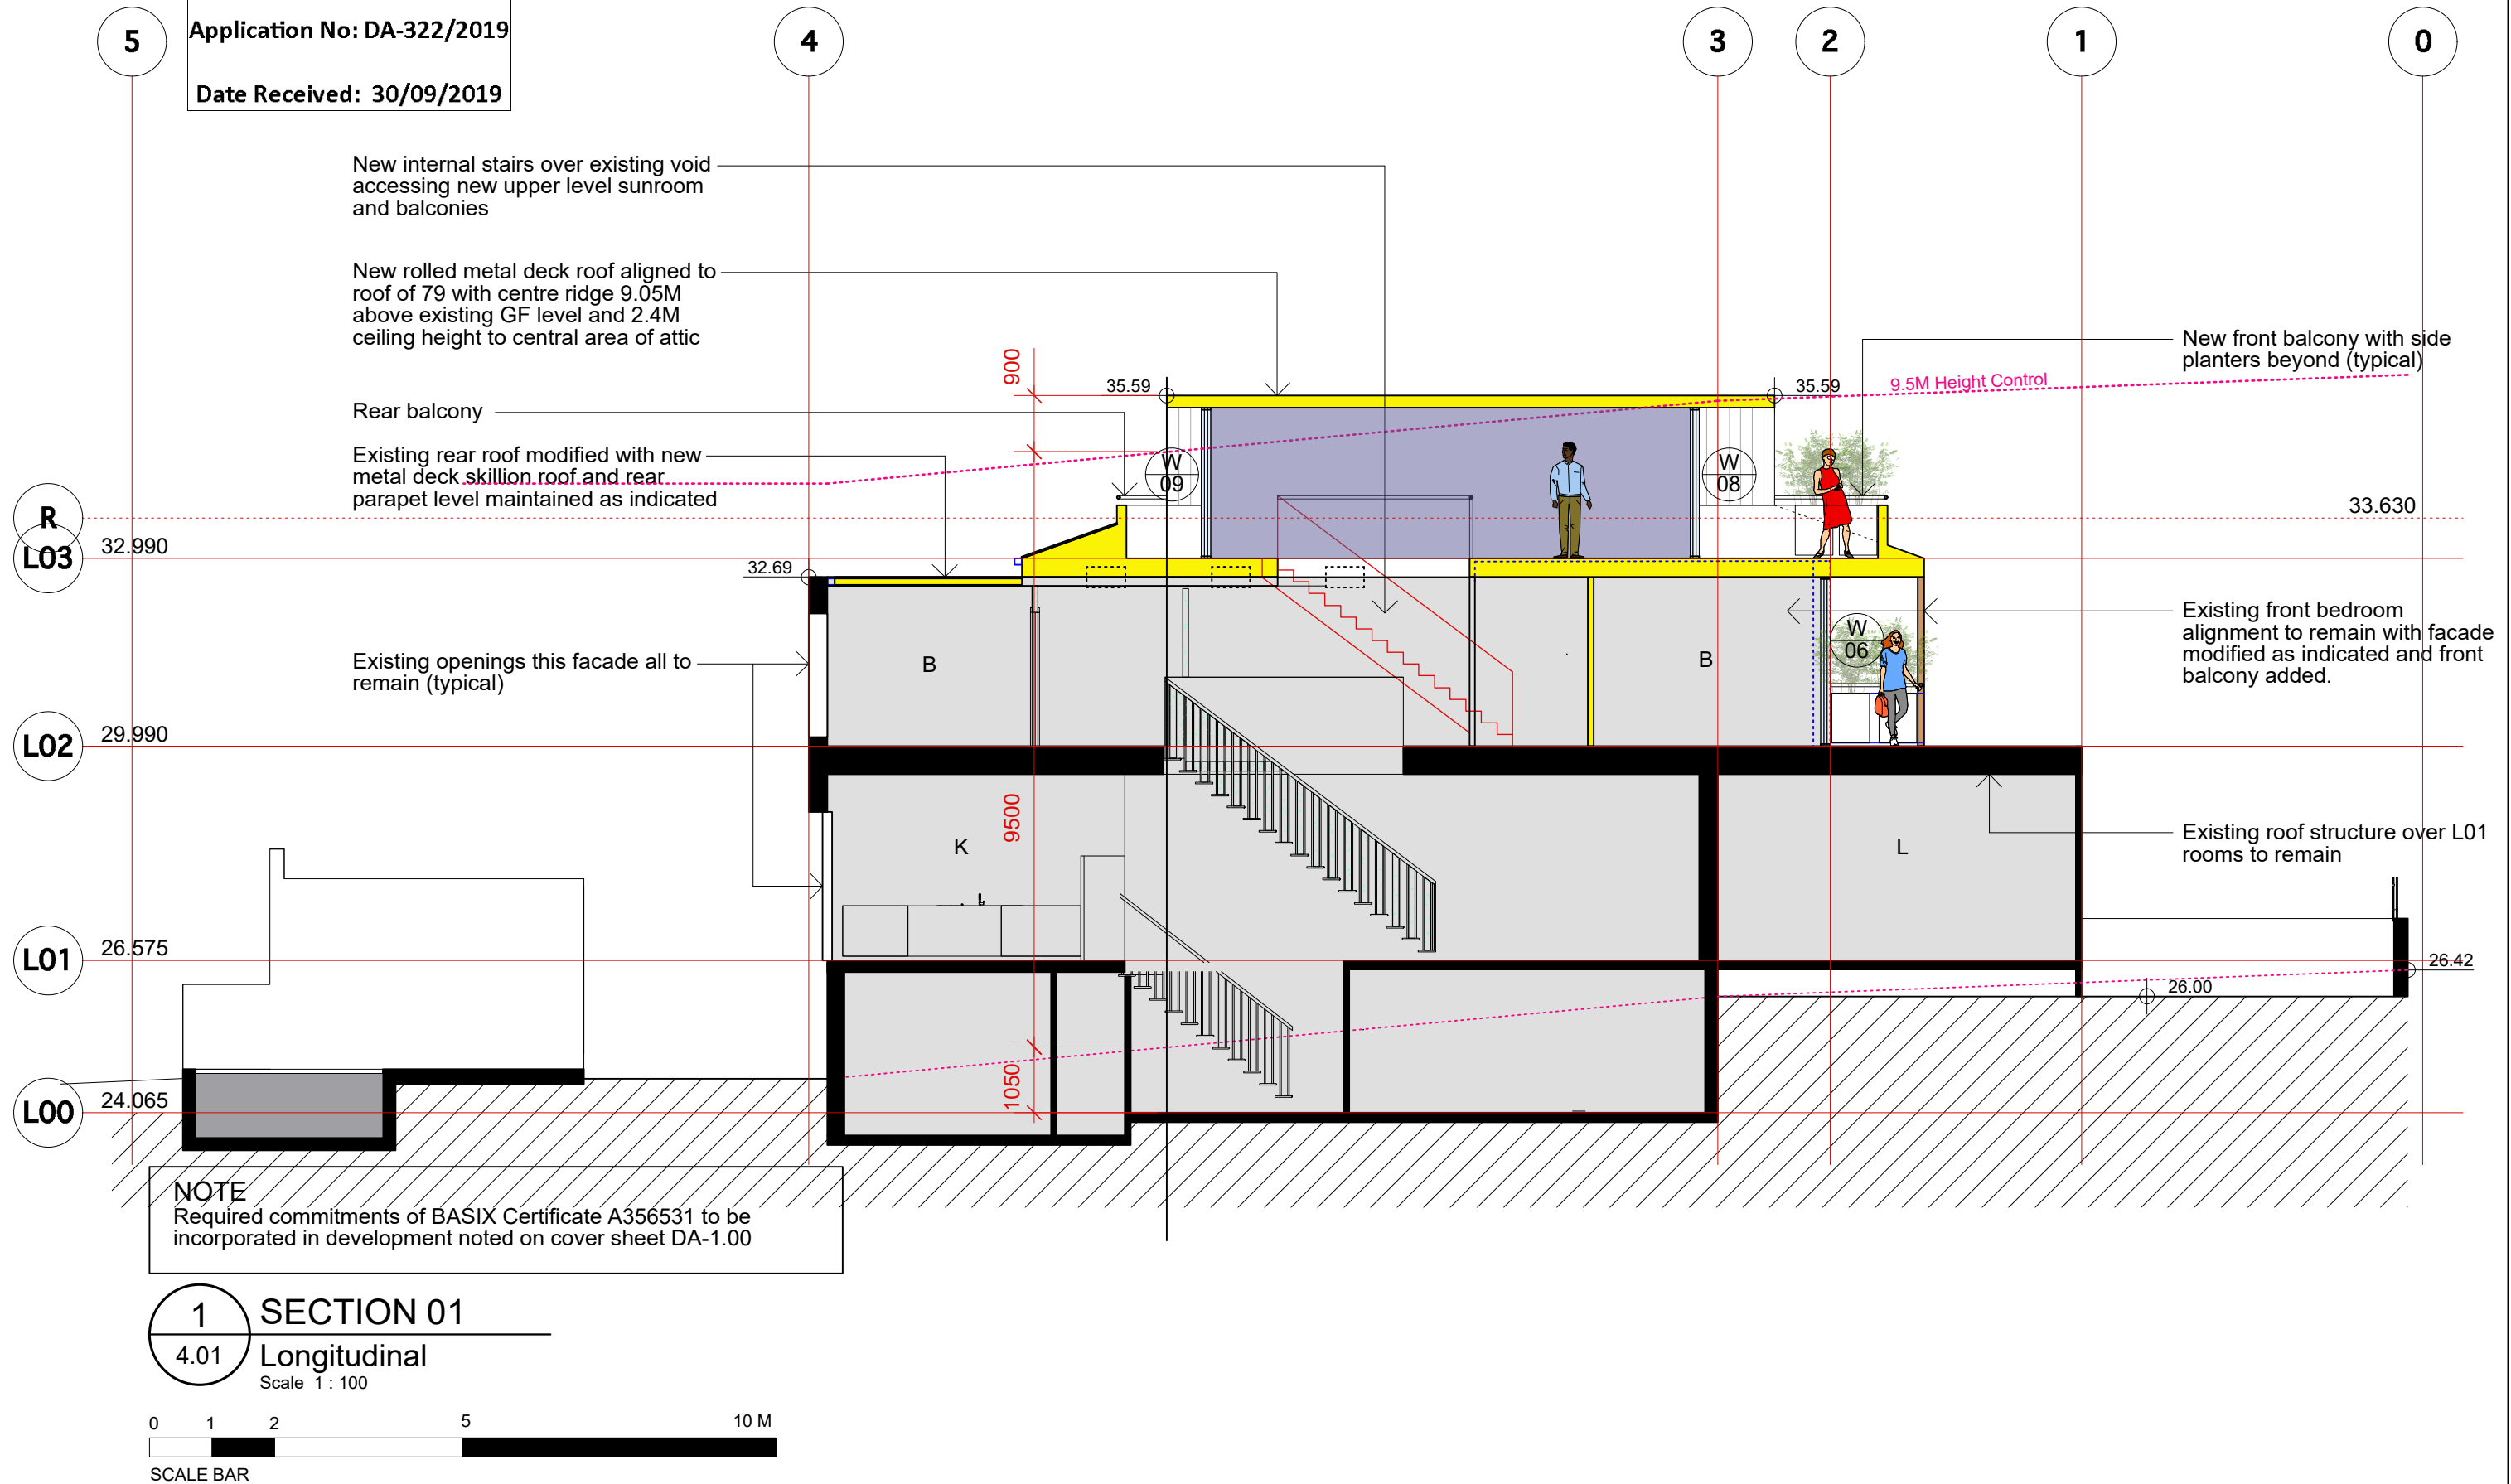 5
Application No: DA-322/2019
Date Received: 30/09/2019
4
3
2
1
0
New internal stairs over existing void
accessing new upper level sunroom
and balconies
New rolled metal deck roof aligned to
roof of 79 with centre ridge 9.05M
above existing GF level and 2.4M
ceiling height to central area of attic
Rear balcony
Existing rear roof modified with new
metal deck skillion roof and rear
parapet level maintained as indicated
Existing openings this facade all to
remain (typical)
900
35.59
35.59
9.5M Height Control
New front balcony with side
planters beyond (typical)
W
09
W
08
R
33.630
L03
32.990
32.69
Existing front bedroom
alignment to remain with facade
modified as indicated and front
balcony added.
B
B
W
06
L02
29.990
9500
K
L
Existing roof structure over L01
rooms to remain
L01
26.575
26.42
26.00
1050
L00
24.065
NOTE
Required commitments of BASIX Certificate A356531 to be
incorporated in development noted on cover sheet DA-1.00
1
4.01
SECTION 01
Longitudinal
Scale 1 : 100
0 1 2 5 10 M
SCALE BAR